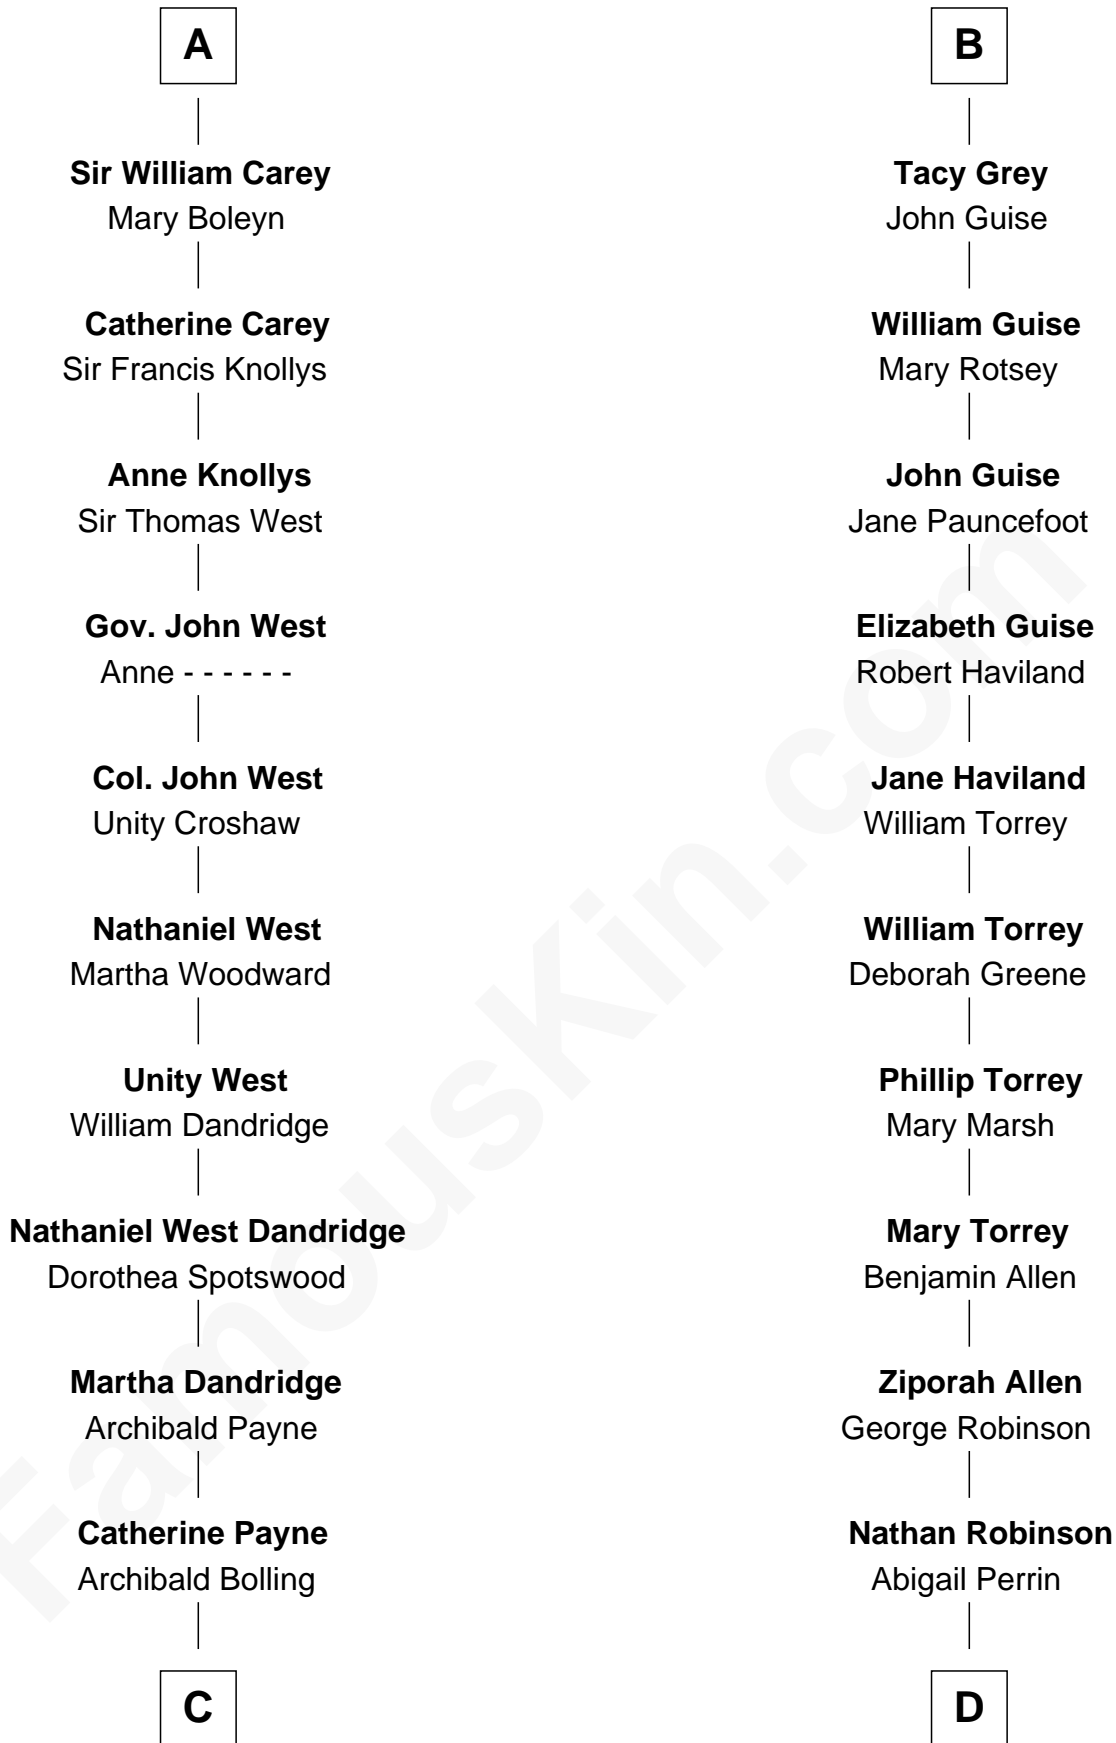 A
Sir William Carey
Mary Boleyn
Catherine Carey
Sir Francis Knollys
Anne Knollys
Sir Thomas West
Gov. John West
Anne - - - - - -
Col. John West
Unity Croshaw
Nathaniel West
Martha Woodward
Unity West
William Dandridge
Nathaniel West Dandridge
Dorothea Spotswood
Martha Dandridge
Archibald Payne
Catherine Payne
Archibald Bolling
C
B
Tacy Grey
John Guise
William Guise
Mary Rotsey
John Guise
Jane Pauncefoot
Elizabeth Guise
Robert Haviland
Jane Haviland
William Torrey
William Torrey
Deborah Greene
Phillip Torrey
Mary Marsh
Mary Torrey
Benjamin Allen
Ziporah Allen
George Robinson
Nathan Robinson
Abigail Perrin
D
FamousKin.com